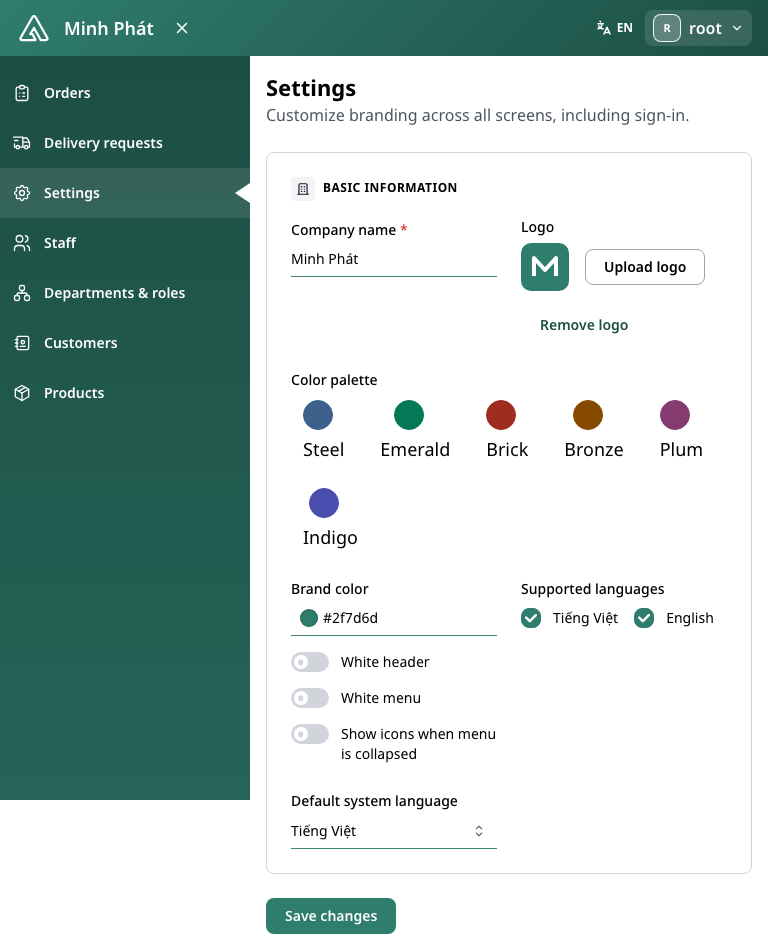 Minh Phát
EN
R
root
Orders
Delivery requests
Settings
Staff
Departments & roles
Customers
Products
Settings
Customize branding across all screens, including sign-in.
BASIC INFORMATION
Company name *
Minh Phát
Logo
M
Upload logo
Remove logo
Color palette
Steel
Emerald
Brick
Bronze
Plum
Indigo
Brand color
#2f7d6d
Supported languages
Tiếng Việt
English
White header
White menu
Show icons when menu
is collapsed
Default system language
Tiếng Việt
Save changes